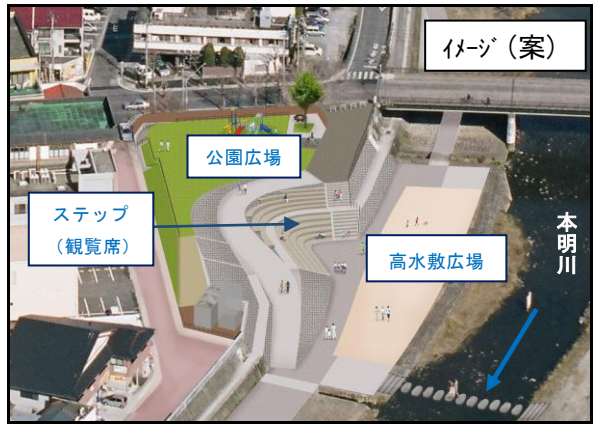 ｲﾒｰｼﾞ（案）
公園広場
ステップ
（観覧席）
高水敷広場
本明川